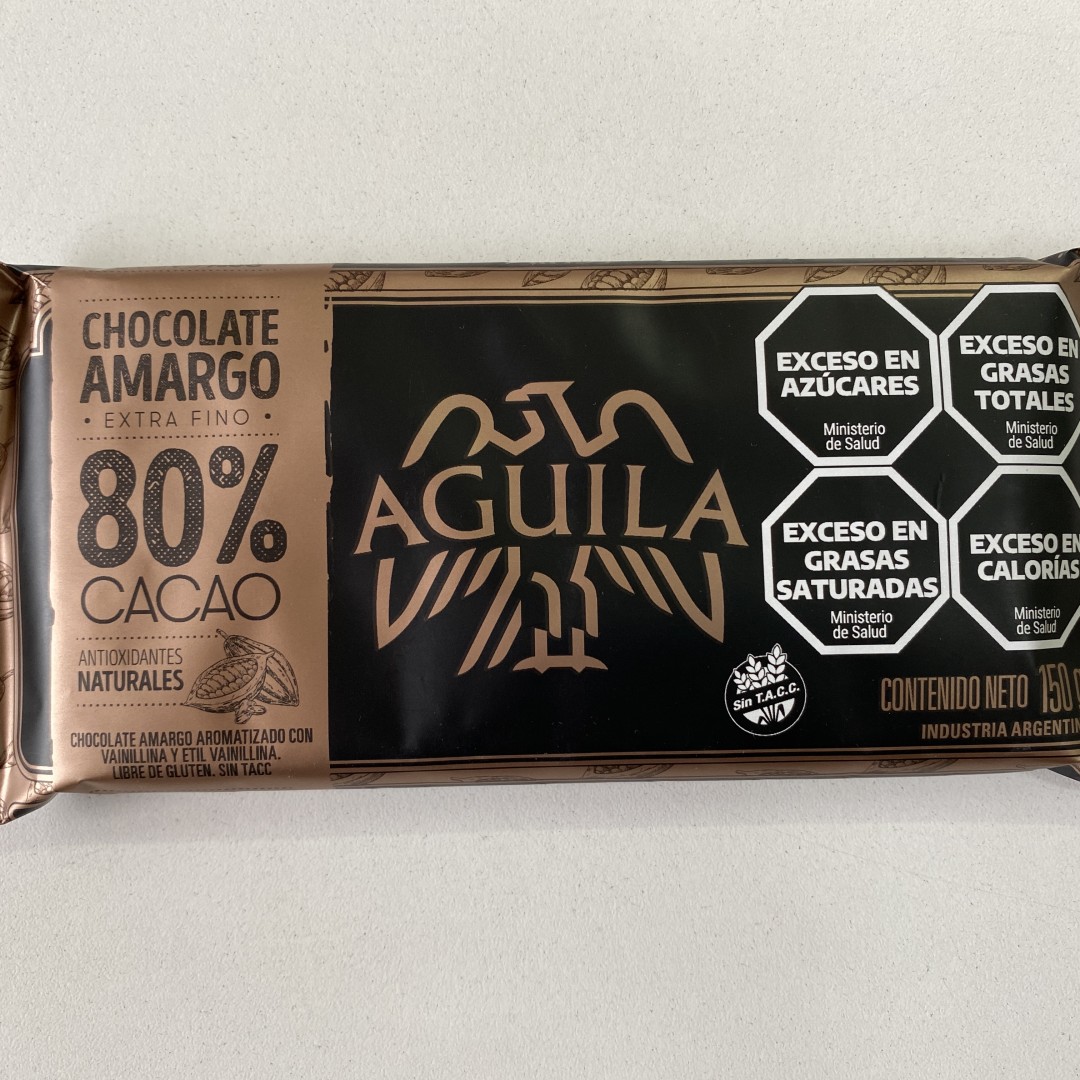 CHOCOLATE
AMARGO
• EXTRA FINO •
80%
CACAO
ANTIOXIDANTES
NATURALES
CHOCOLATE AMARGO AROMATIZADO CON
VAINILLINA Y ETIL VAINILLINA.
LIBRE DE GLUTEN. SIN TACC
AGUILA
EXCESO EN
AZÚCARES
Ministerio
de Salud
EXCESO EN
GRASAS
TOTALES
Ministerio
de Salud
EXCESO EN
GRASAS
SATURADAS
Ministerio
de Salud
EXCESO EN
CALORÍAS
Ministerio
de Salud
Sin T.A.C.C.
CONTENIDO NETO 150 g
INDUSTRIA ARGENTIN